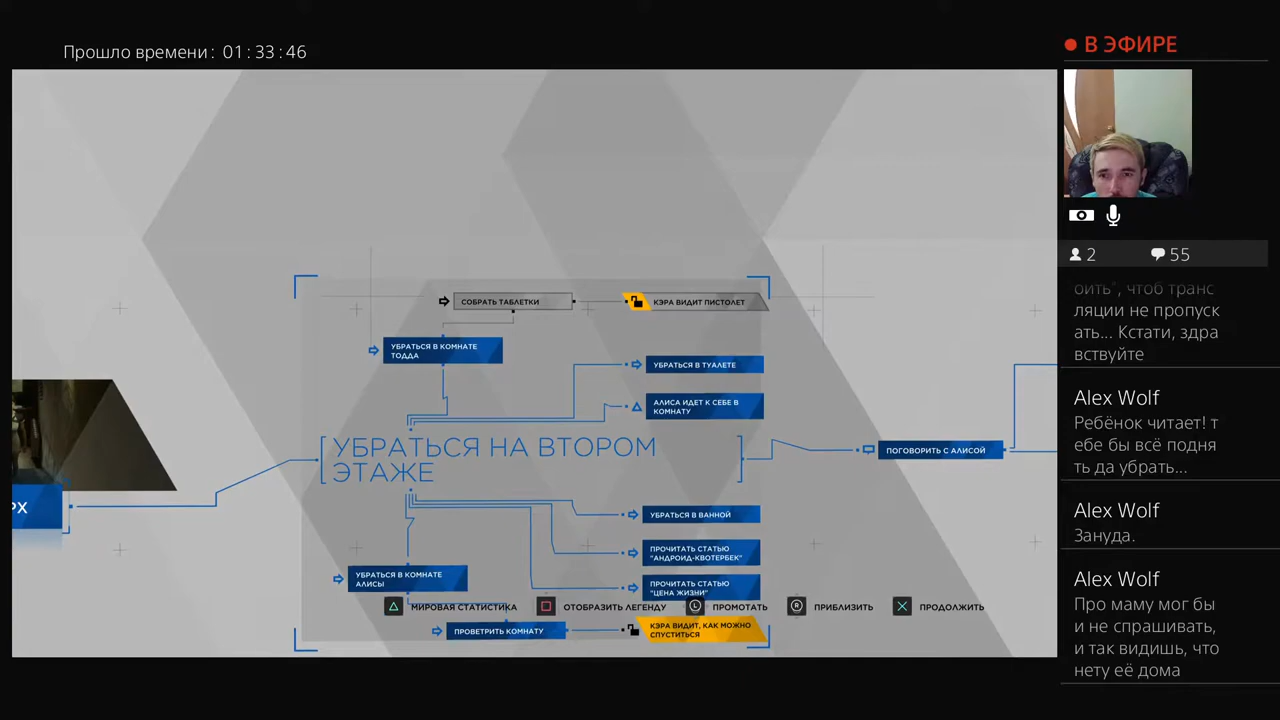 Прошло времени: 01:33:46
В ЭФИРЕ
2
55
СОБРАТЬ ТАБЛЕТКИ
КЭРА ВИДИТ ПИСТОЛЕТ
УБРАТЬСЯ В КОМНАТЕ
ТОДДА
УБРАТЬСЯ В ТУАЛЕТЕ
АЛИСА ИДЕТ К СЕБЕ В
КОМНАТУ
УБРАТЬСЯ НА ВТОРОМ
ЭТАЖЕ
ПОГОВОРИТЬ С АЛИСОЙ
РХ
УБРАТЬСЯ В ВАННОЙ
ПРОЧИТАТЬ СТАТЬЮ
"АНДРОИД-КВОТЕРБЕК"
УБРАТЬСЯ В КОМНАТЕ
АЛИСЫ
ПРОЧИТАТЬ СТАТЬЮ
"ЦЕНА ЖИЗНИ"
МИРОВАЯ СТАТИСТИКА
ОТОБРАЗИТЬ ЛЕГЕНДУ
L ПРОМОТАТЬ
R ПРИБЛИЗИТЬ
ПРОДОЛЖИТЬ
ПРОВЕТРИТЬ КОМНАТУ
КЭРА ВИДИТ, КАК МОЖНО
СПУСТИТЬСЯ
оить", чтоб транс
ляции не пропуск
ать... Кстати, здра
вствуйте
Alex Wolf
Ребёнок читает! т
ебе бы всё подня
ть да убрать...
Alex Wolf
Зануда.
Alex Wolf
Про маму мог бы
и не спрашивать,
и так видишь, что
нету её дома